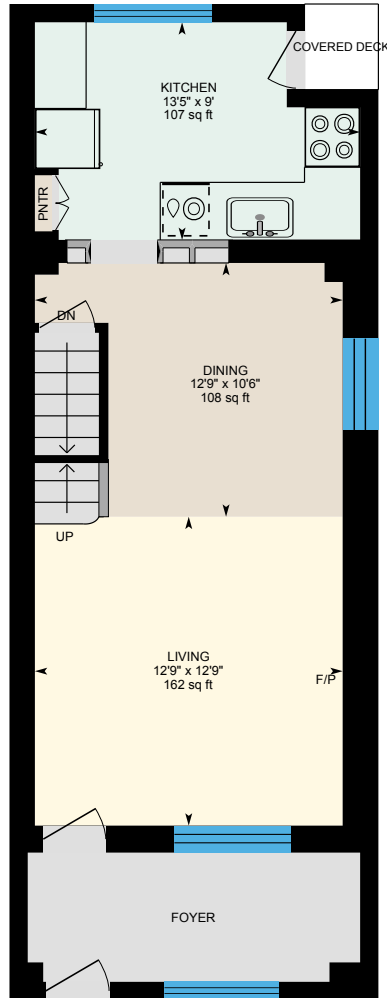 COVERED DECK
KITCHEN
13'5" x 9'
107 sq ft
PNTR
DN
DINING
12'9" x 10'6"
108 sq ft
UP
LIVING
12'9" x 12'9"
162 sq ft
F/P
FOYER